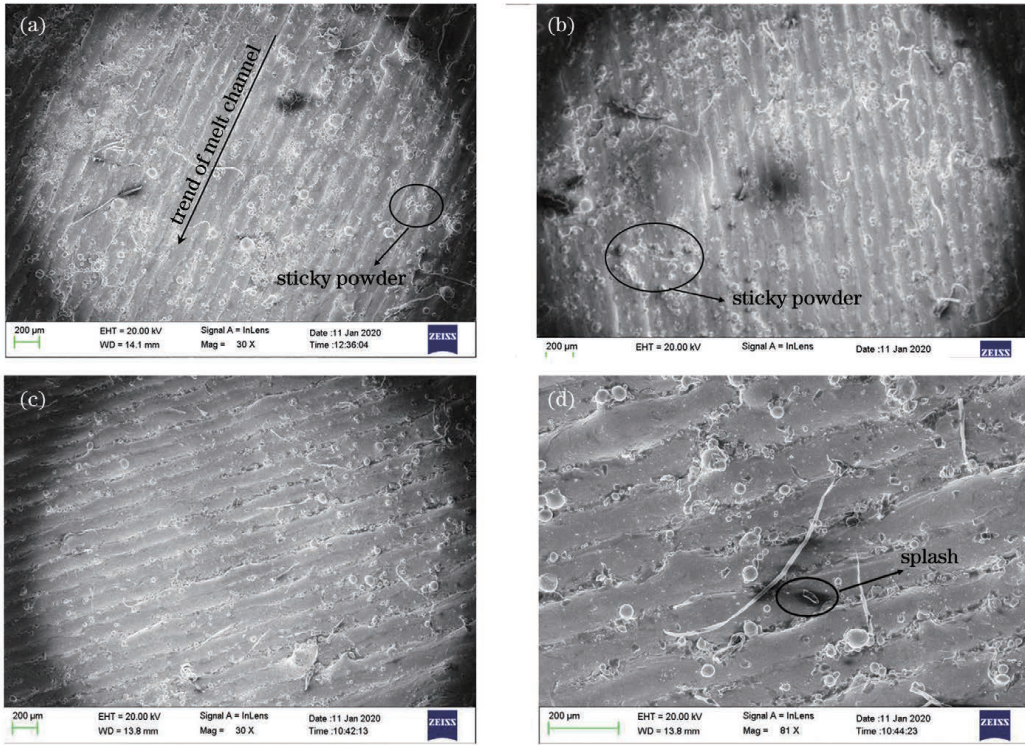 (a)
trend of melt channel
sticky powder
200 µm
EHT = 20.00 kV
WD = 14.1 mm
Signal A = InLens
Mag = 30 X
Date :11 Jan 2020
Time :12:36:04
ZEISS
(b)
sticky powder
200 µm
EHT = 20.00 kV
Signal A = InLens
Date :11 Jan 2020
ZEISS
(c)
200 µm
EHT = 20.00 kV
WD = 13.8 mm
Signal A = InLens
Mag = 30 X
Date :11 Jan 2020
Time :10:42:13
ZEISS
(d)
splash
200 µm
EHT = 20.00 kV
WD = 13.8 mm
Signal A = InLens
Mag = 81 X
Date :11 Jan 2020
Time :10:44:23
ZEISS